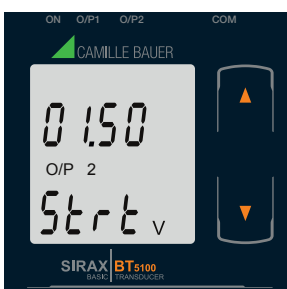 ON O/P1 O/P2 COM
CAMILLE BAUER
01.50
O/P 2
Strt V
SIRAX BT5100
BASIC TRANSDUCER